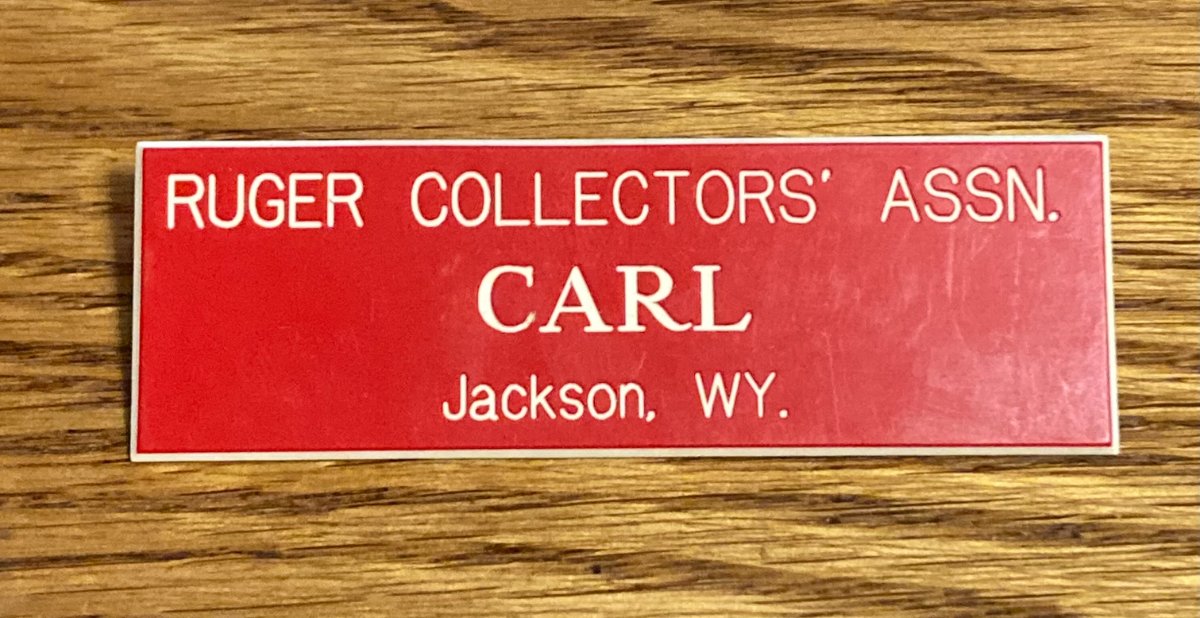 RUGER COLLECTORS' ASSN.
CARL
Jackson, WY.